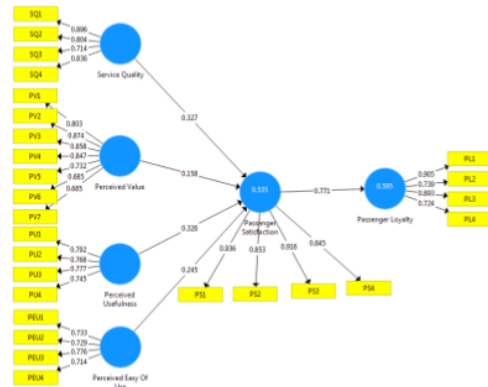 SQ1
SQ2
SQ3
SQ4
0.896
0.804
0.714
0.836
Service Quality
PV1
PV2
PV3
PV4
PV5
PV6
PV7
0.803
0.874
0.858
0.847
0.732
0.685
0.685
Perceived Value
PU1
PU2
PU3
PU4
0.792
0.768
0.777
0.745
Perceived
Usefulness
PEU1
PEU2
PEU3
PEU4
0.733
0.729
0.776
0.714
Perceived Easy Of
Use
0.327
0.158
0.326
0.245
0.535
Passenger
Satisfaction
0.936
0.853
0.916
0.845
PS1
PS2
PS3
PS4
0.771
0.595
Passenger Loyalty
0.905
0.739
0.893
0.724
PL1
PL2
PL3
PL4